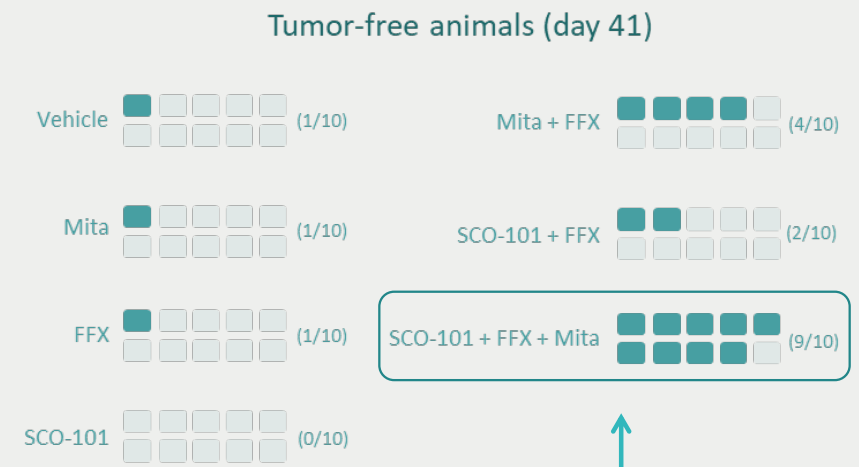 Tumor-free animals (day 41)
Vehicle (1/10)
Mita + FFX (4/10)
Mita (1/10)
SCO-101 + FFX (2/10)
FFX (1/10)
SCO-101 + FFX + Mita (9/10)
SCO-101 (0/10)